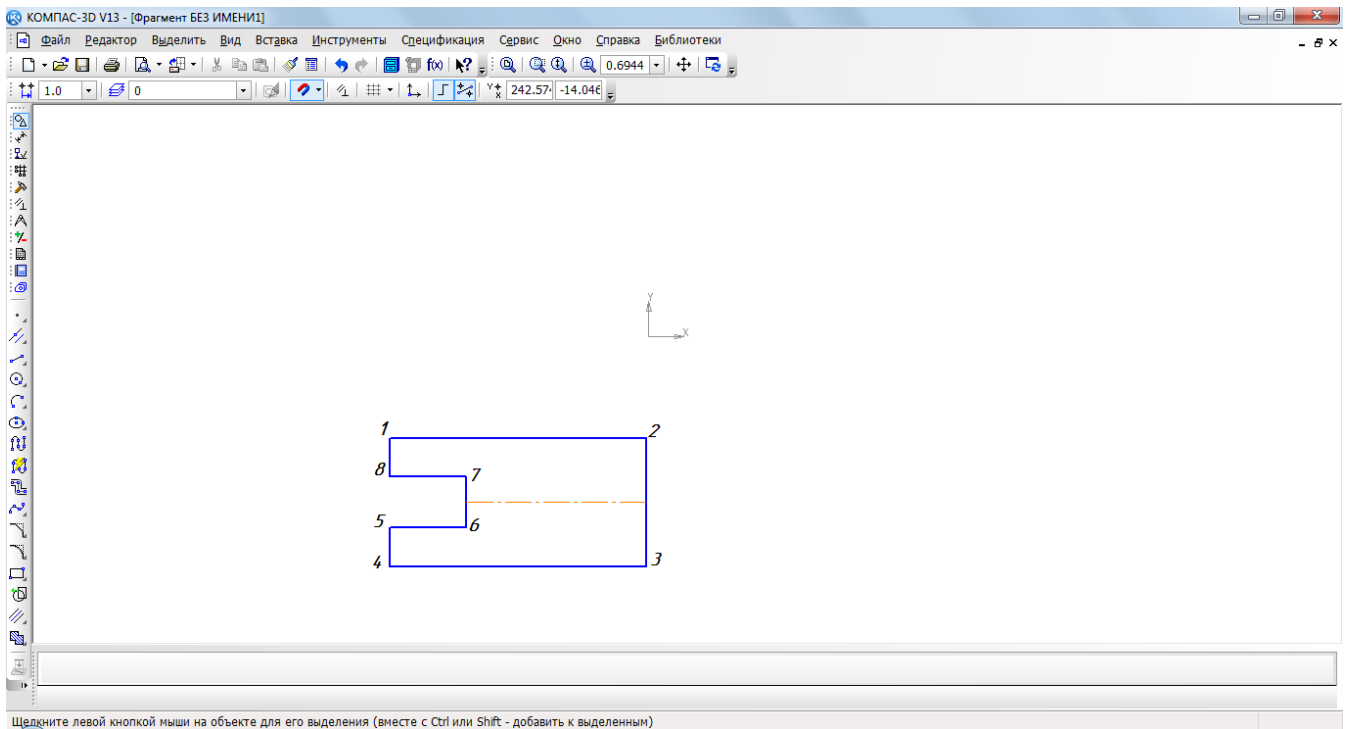 КОМПАС-3D V13 - [Фрагмент БЕЗ ИМЕНИ1]
Файл Редактор Выделить Вид Вставка Инструменты Спецификация Сервис Окно Справка Библиотеки
f(x) 0.6944
1.0 0 Y X 242.574 -14.046
Y
X
1 2
8 7
5 6
4 3
Щелкните левой кнопкой мыши на объекте для его выделения (вместе с Ctrl или Shift - добавить к выделенным)